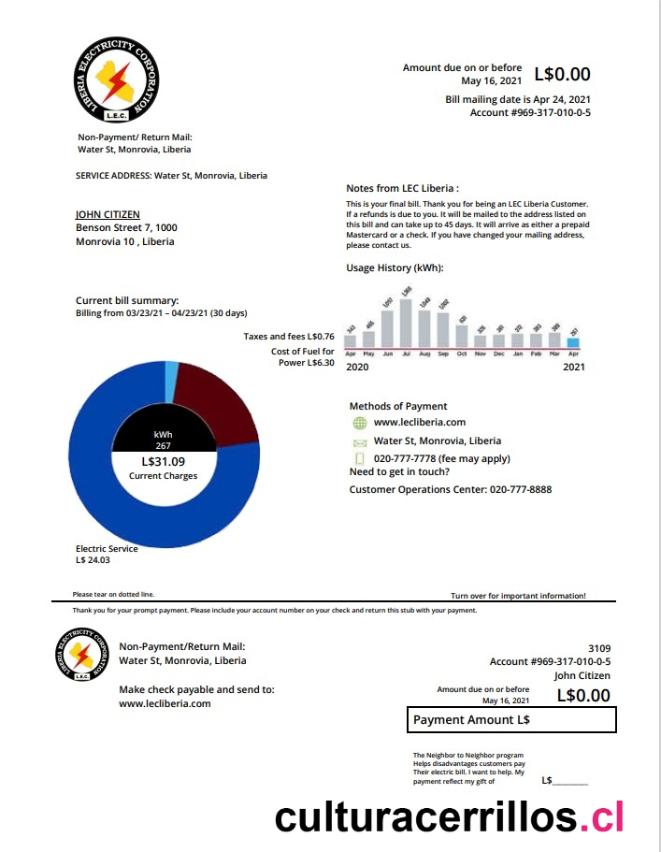 LIBERIA ELECTRICITY CORPORATION
L.E.C.
Amount due on or before
May 16, 2021
L$0.00
Bill mailing date is Apr 24, 2021
Account #969-317-010-0-5
Non-Payment/ Return Mail:
Water St, Monrovia, Liberia
SERVICE ADDRESS: Water St, Monrovia, Liberia
JOHN CITIZEN
Benson Street 7, 1000
Monrovia 10 , Liberia
Notes from LEC Liberia :
This is your final bill. Thank you for being an LEC Liberia Customer.
If a refunds is due to you. It will be mailed to the address listed on
this bill and can take up to 45 days. It will arrive as either a prepaid
Mastercard or a check. If you have changed your mailing address,
please contact us.
Usage History (kWh):
Apr May Jun Jul Aug Sep Oct Nov Dec Jan Feb Mar Apr
2020 2021
Current bill summary:
Billing from 03/23/21 – 04/23/21 (30 days)
Taxes and fees L$0.76
Cost of Fuel for
Power L$6.30
kWh
267
L$31.09
Current Charges
Electric Service
L$ 24.03
Methods of Payment
www.lecliberia.com
Water St, Monrovia, Liberia
020-777-7778 (fee may apply)
Need to get in touch?
Customer Operations Center: 020-777-8888
Please tear on dotted line.
Turn over for important information!
Thank you for your prompt payment. Please include your account number on your check and return this stub with your payment.
LIBERIA ELECTRICITY CORPORATION
L.E.C.
Non-Payment/Return Mail:
Water St, Monrovia, Liberia
Make check payable and send to:
www.lecliberia.com
3109
Account #969-317-010-0-5
John Citizen
Amount due on or before
May 16, 2021
L$0.00
Payment Amount L$
The Neighbor to Neighbor program
Helps disadvantages customers pay
Their electric bill. I want to help. My
payment reflect my gift of
L$_______
culturacerrillos.cl